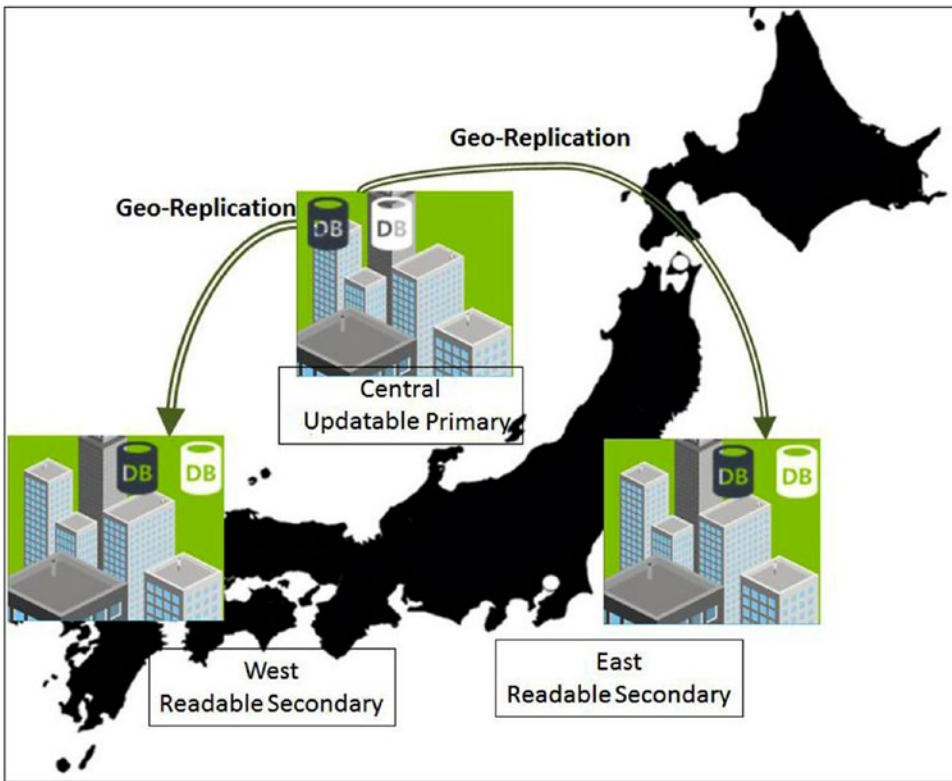 Geo-Replication
Geo-Replication
DB DB
Central
Updatable Primary
DB DB
DB DB
West
Readable Secondary
East
Readable Secondary